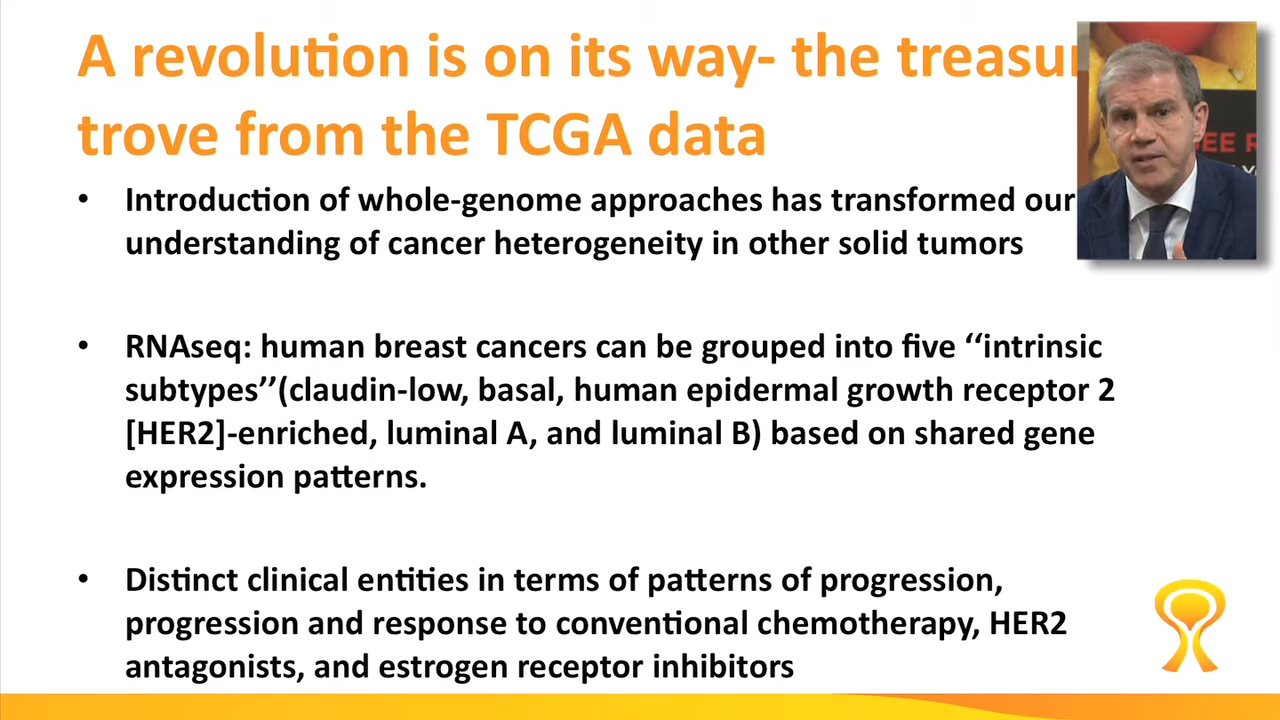 A revolution is on its way- the treasur
trove from the TCGA data
• Introduction of whole-genome approaches has transformed our
understanding of cancer heterogeneity in other solid tumors
• RNAseq: human breast cancers can be grouped into five ‘‘intrinsic
subtypes’’(claudin-low, basal, human epidermal growth receptor 2
[HER2]-enriched, luminal A, and luminal B) based on shared gene
expression patterns.
• Distinct clinical entities in terms of patterns of progression,
progression and response to conventional chemotherapy, HER2
antagonists, and estrogen receptor inhibitors